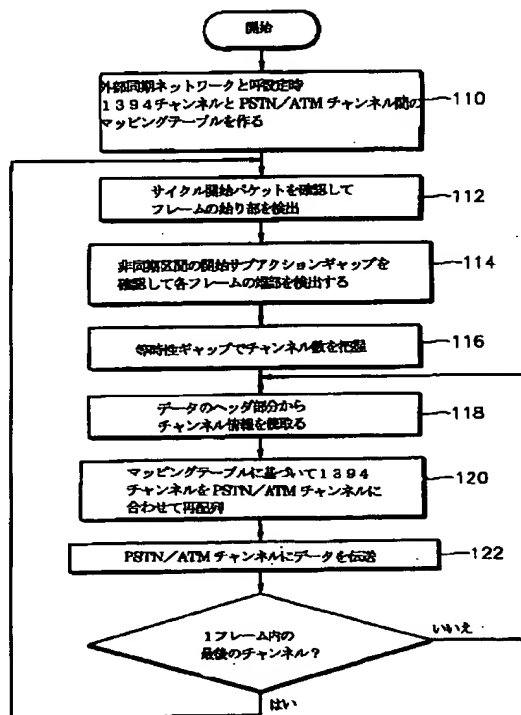 開始
外部同期ネットワークと呼設定時
1394チャンネルとPSTN/ATMチャンネル間の
マッピングテーブルを作る
110
サイクル開始パケットを確認して
フレームの始り部を検出
112
非同期区間の開始サブアクションギャップを
確認して各フレームの端部を検出する
114
等時性ギャップでチャンネル数を把握
116
データのヘッダ部分から
チャンネル情報を読取る
118
マッピングテーブルに基づいて1394
チャンネルをPSTN/ATMチャンネルに
合わせて再配列
120
PSTN/ATMチャンネルにデータを伝送
122
1フレーム内の
最後のチャンネル?
いいえ
はい